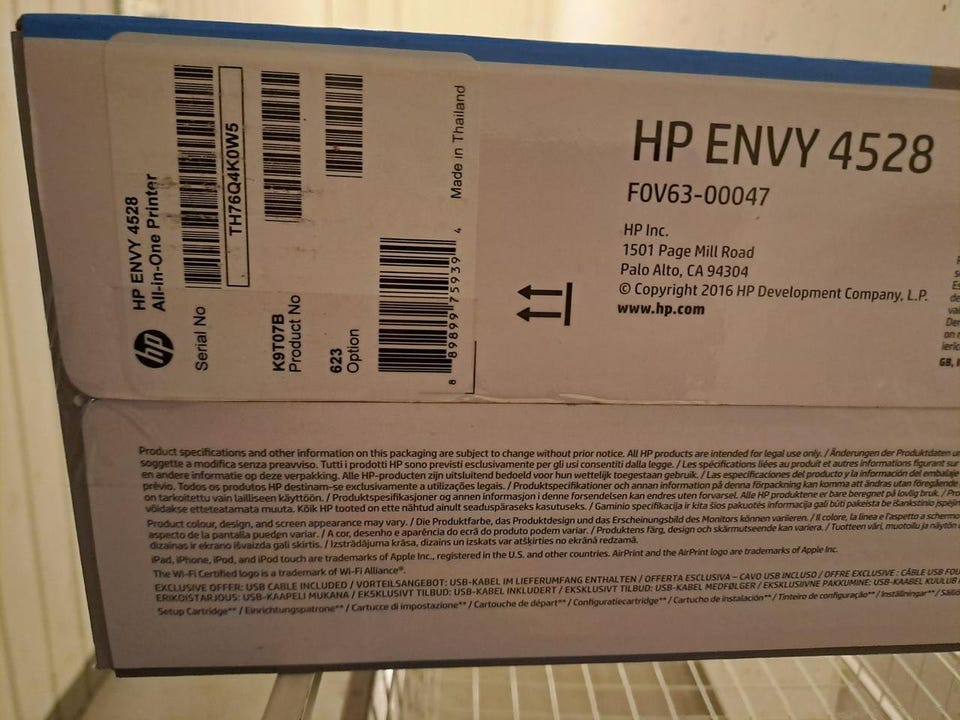 hp
HP ENVY 4528
All-in-One Printer
Serial No
TH76Q4K0W5
K9T07B
Product No
623
Option
8 89899 75939 4
Made in Thailand
HP ENVY 4528
F0V63-00047
HP Inc.
1501 Page Mill Road
Palo Alto, CA 94304
© Copyright 2016 HP Development Company, L.P.
www.hp.com
GB,
Product specifications and other information on this packaging are subject to change without prior notice. All HP products are intended for legal use only. / Änderungen der Produktdaten
soggette a modifica senza preavviso. Tutti i prodotti HP sono previsti esclusivamente per gli usi consentiti dalla legge. / Les spécifications liées au produit et autres informations figurant sur
en andere informatie op deze verpakking. Alle HP-producten zijn uitsluitend bedoeld voor hun wettelijk toegestaan gebruik. / Las especificaciones del producto y la información del embalaje
prévio. Todos os produtos HP destinam-se exclusivamente a utilizações legais. / Produktspecifikationer och annan information på denna förpackning kan komma att ändras utan föregående
on tarkoitettu vain lailliseen käyttöön. / Produktspesifikasjoner og annen informasjon i denne forsendelsen kan endres uten forvarsel. Alle HP produktene er bare beregnet på lovlig bruk. /
võidakse etteteatamata muuta. Kõik HP tooted on ette nähtud ainult seaduspäraseks kasutuseks. / Gaminio specifikacija ir kita šios pakuotės informacija gali būti pakeista be išankstinio
Product colour, design, and screen appearance may vary. / Die Produktfarbe, das Produktdesign und das Erscheinungsbild des Monitors können variieren. / Il colore, la linea e l'aspetto a schermo
aspecto de la pantalla pueden variar. / A cor, desenho e aparência do ecrã do produto podem variar. / Produktens färg, design och skärmutseende kan variera. / Tuotteen väri, muotoilu ja näytön
dizainas ir ekrano išvaizda gali skirtis. / Izstrādājuma krāsa, dizains un izskats var atšķirties no ekrānā redzamā.
iPad, iPhone, iPod, and iPod touch are trademarks of Apple Inc., registered in the U.S. and other countries. AirPrint and the AirPrint logo are trademarks of Apple Inc.
The Wi-Fi Certified logo is a trademark of Wi-Fi Alliance®.
EXCLUSIVE OFFER: USB CABLE INCLUDED / VORTEILSANGEBOT: USB-KABEL IM LIEFERUMFANG ENTHALTEN / OFFERTA ESCLUSIVA – CAVO USB INCLUSO / OFFRE EXCLUSIVE : CÂBLE USB
ERIKOISTARJOUS: USB-KAAPELI MUKANA / EKSKLUSIVT TILBUD: USB-KABEL INKLUDERT / EKSKLUSIVT TILBUD: USB-KABEL MEDFØLGER / EKSKLUSIIVNE PAKKUMINE: USB-KAABEL KUULUB
Setup Cartridge** / Einrichtungspatrone** / Cartucce di impostazione** / Cartouche de départ** / Configuratiecartridge** / Cartucho de instalación** / Tinteiro de configuração** / Inställningar** /